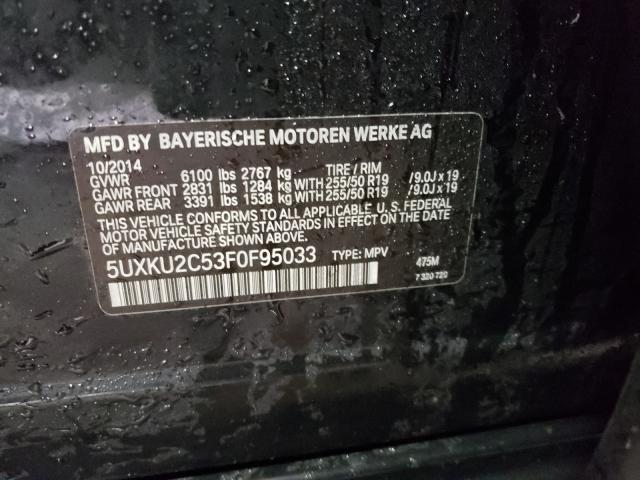 MFD BY BAYERISCHE MOTOREN WERKE AG
10/2014
GVWR 6100 lbs 2767 kg TIRE / RIM
GAWR FRONT 2831 lbs 1284 kg WITH 255/50 R19 /9.0J x 19
GAWR REAR 3391 lbs 1538 kg WITH 255/50 R19 /9.0J x 19
THIS VEHICLE CONFORMS TO ALL APPLICABLE U. S. FEDERAL
MOTOR VEHICLE SAFETY STANDARDS IN EFFECT ON THE DATE OF
MANUFACTURE SHOWN ABOVE.
5UXKU2C53F0F95033 TYPE: MPV 475M
7 320 720